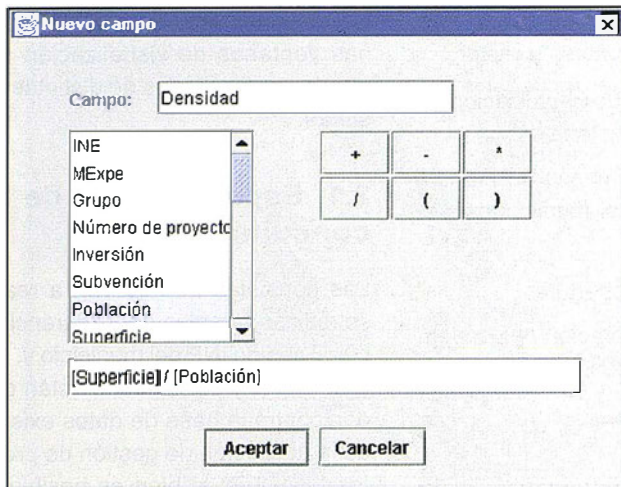 Nuevo campo
Campo: Densidad
INE
MExpe
Grupo
Número de proyecto
Inversión
Subvención
Población
Superficie
+ - *
/ ( )
[Superficie] / [Población]
Aceptar Cancelar